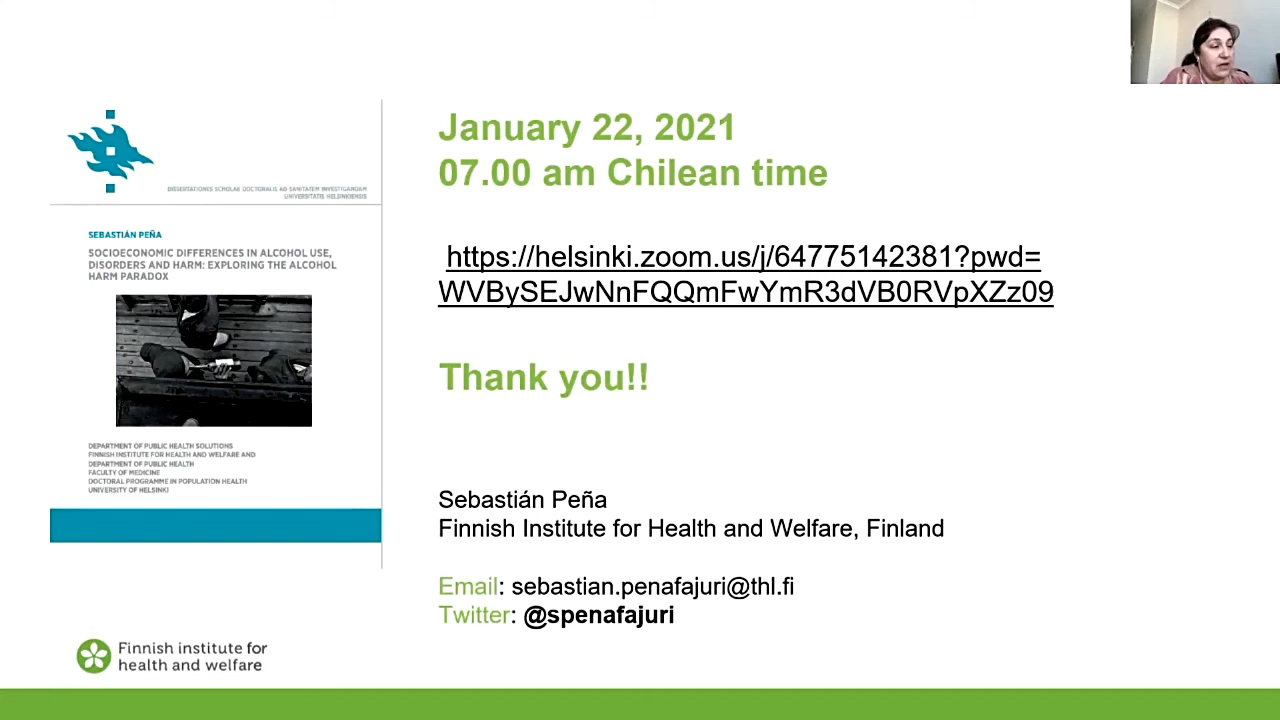 DISSERTATIONES SCHOLAE DOCTORALIS AD SANITATEM INVESTIGANDAM
UNIVERSITATIS HELSINKIENSIS
SEBASTIÁN PEÑA
SOCIOECONOMIC DIFFERENCES IN ALCOHOL USE,
DISORDERS AND HARM: EXPLORING THE ALCOHOL
HARM PARADOX
DEPARTMENT OF PUBLIC HEALTH SOLUTIONS
FINNISH INSTITUTE FOR HEALTH AND WELFARE AND
DEPARTMENT OF PUBLIC HEALTH
FACULTY OF MEDICINE
DOCTORAL PROGRAMME IN POPULATION HEALTH
UNIVERSITY OF HELSINKI
January 22, 2021
07.00 am Chilean time
https://helsinki.zoom.us/j/64775142381?pwd=
WVBySEJwNnFQQmFwYmR3dVB0RVpXZz09
Thank you!!
Sebastián Peña
Finnish Institute for Health and Welfare, Finland
Email: sebastian.penafajuri@thl.fi
Twitter: @spenafajuri
Finnish institute for
health and welfare